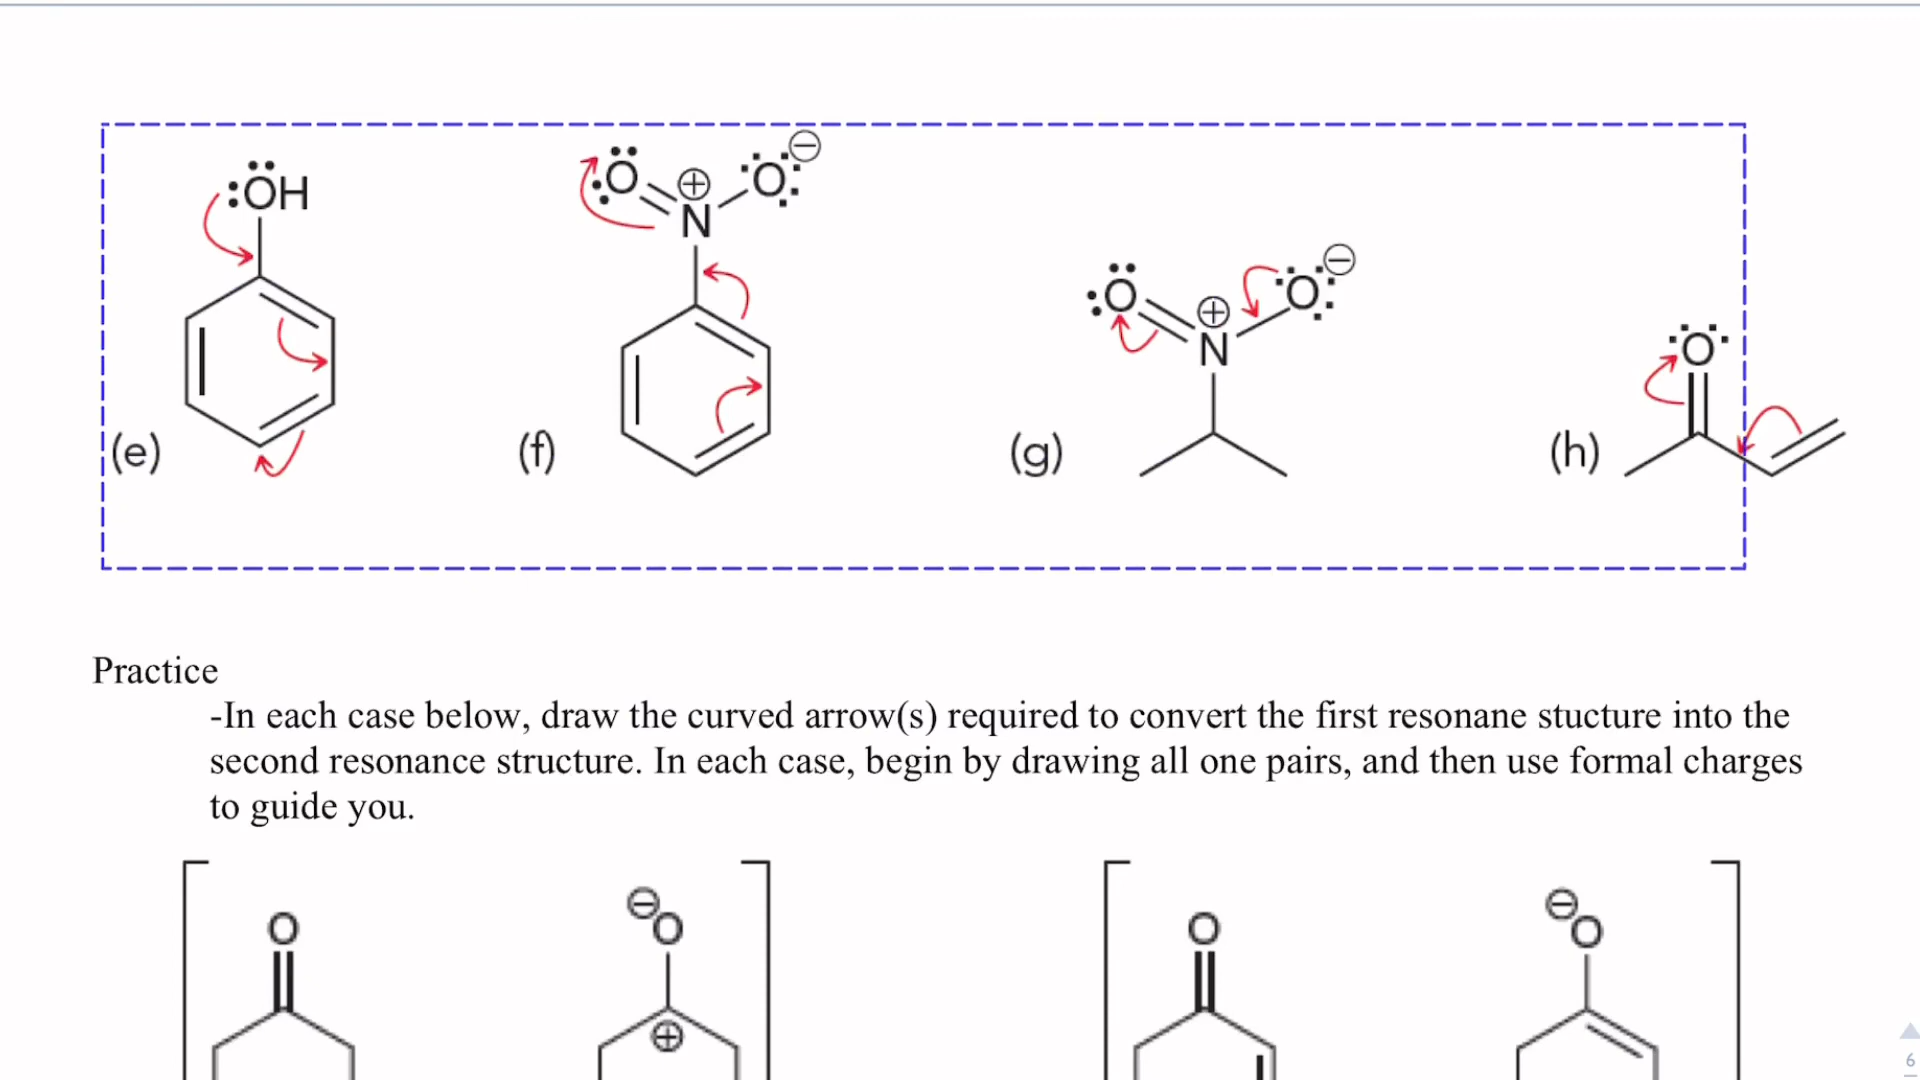 :ÖH
O
⊕
N
O
⊖
O
⊕
N
O
⊖
O
(e)
(f)
(g)
(h)
Practice
-In each case below, draw the curved arrow(s) required to convert the first resonane stucture into the
second resonance structure. In each case, begin by drawing all one pairs, and then use formal charges
to guide you.
O
⊖
O
⊕
O
⊖
O
6